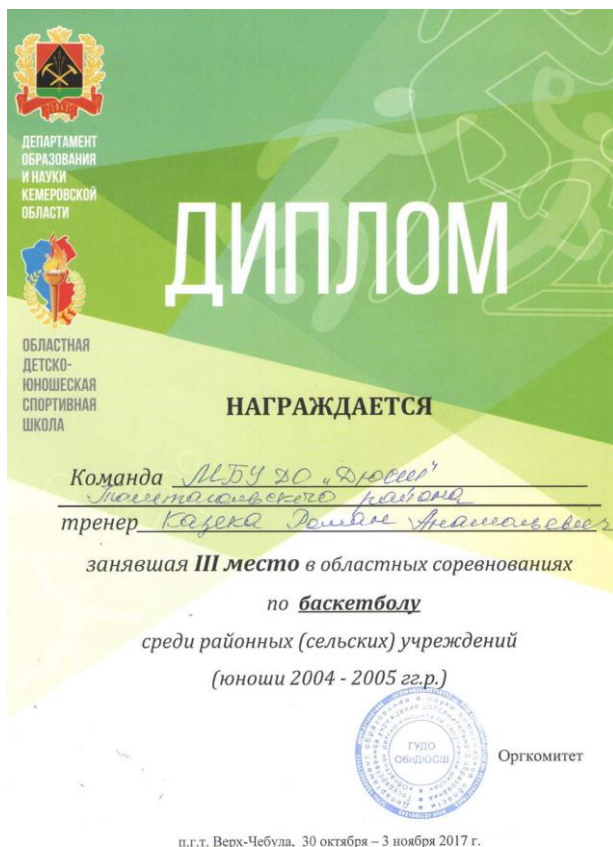 1943
ДЕПАРТАМЕНТ
ОБРАЗОВАНИЯ
И НАУКИ
КЕМЕРОВСКОЙ
ОБЛАСТИ
ОБЛАСТНАЯ
ДЕТСКО-
ЮНОШЕСКАЯ
СПОРТИВНАЯ
ШКОЛА
ДИПЛОМ
НАГРАЖДАЕТСЯ
Команда МБУ ДО "ДЮСШ"
Таштагольского района
тренер Казека Роман Анатольевич
занявшая III место в областных соревнованиях
по баскетболу
среди районных (сельских) учреждений
(юноши 2004 - 2005 гг.р.)
ГУДО
ОблДЮСШ
Оргкомитет
п.г.т. Верх-Чебула, 30 октября – 3 ноября 2017 г.